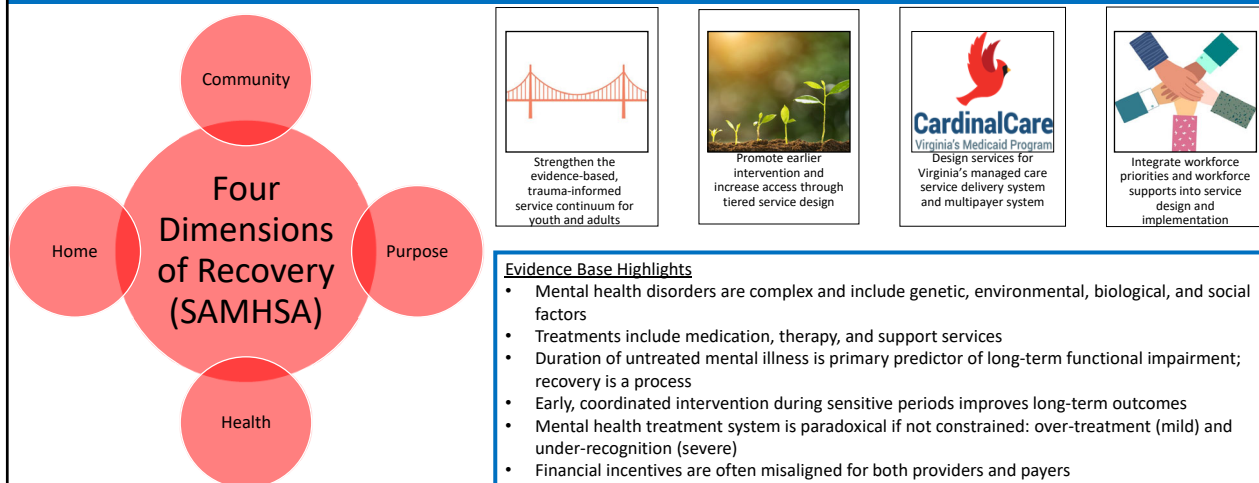 Community
Four
Dimensions
of Recovery
(SAMHSA)
Home
Purpose
Health
Strengthen the
evidence-based,
trauma-informed
service continuum for
youth and adults
Promote earlier
intervention and
increase access through
tiered service design
CardinalCare
Virginia's Medicaid Program
Design services for
Virginia's managed care
service delivery system
and multipayer system
Integrate workforce
priorities and workforce
supports into service
design and
implementation
Evidence Base Highlights
• Mental health disorders are complex and include genetic, environmental, biological, and social
factors
• Treatments include medication, therapy, and support services
• Duration of untreated mental illness is primary predictor of long-term functional impairment;
recovery is a process
• Early, coordinated intervention during sensitive periods improves long-term outcomes
• Mental health treatment system is paradoxical if not constrained: over-treatment (mild) and
under-recognition (severe)
• Financial incentives are often misaligned for both providers and payers